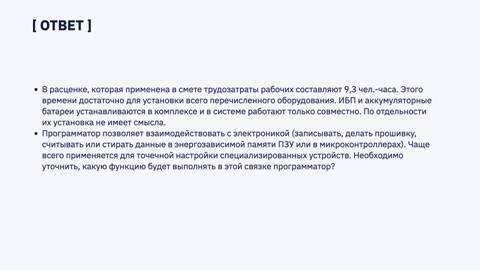 [ ОТВЕТ ]
• В расценке, которая применена в смете трудозатраты рабочих составляют 9,3 чел.-часа. Этого
времени достаточно для установки всего перечисленного оборудования. ИБП и аккумуляторные
батареи устанавливаются в комплексе и в системе работают только совместно. По отдельности
их установка не имеет смысла.
• Программатор позволяет взаимодействовать с электроникой (записывать, делать прошивку,
считывать или стирать данные в энергозависимой памяти ПЗУ или в микроконтроллерах). Чаще
всего применяется для точечной настройки специализированных устройств. Необходимо
уточнить, какую функцию будет выполнять в этой связке программатор?